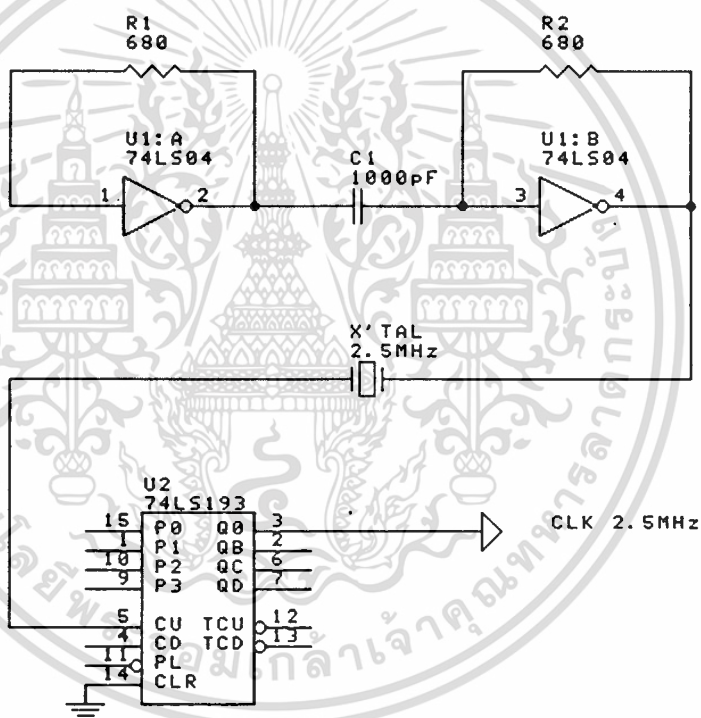 R1
680
R2
680
U1:A
74LS04
1
2
C1
1000pF
U1:B
74LS04
3
4
X'TAL
2.5MHz
U2
74LS193
15 P0 Q0 3
1 P1 QB 2
10 P2 QC 6
9 P3 QD 7
5 CU TCU 12
4 CD TCD 13
11 PL
14 CLR
CLK 2.5MHz